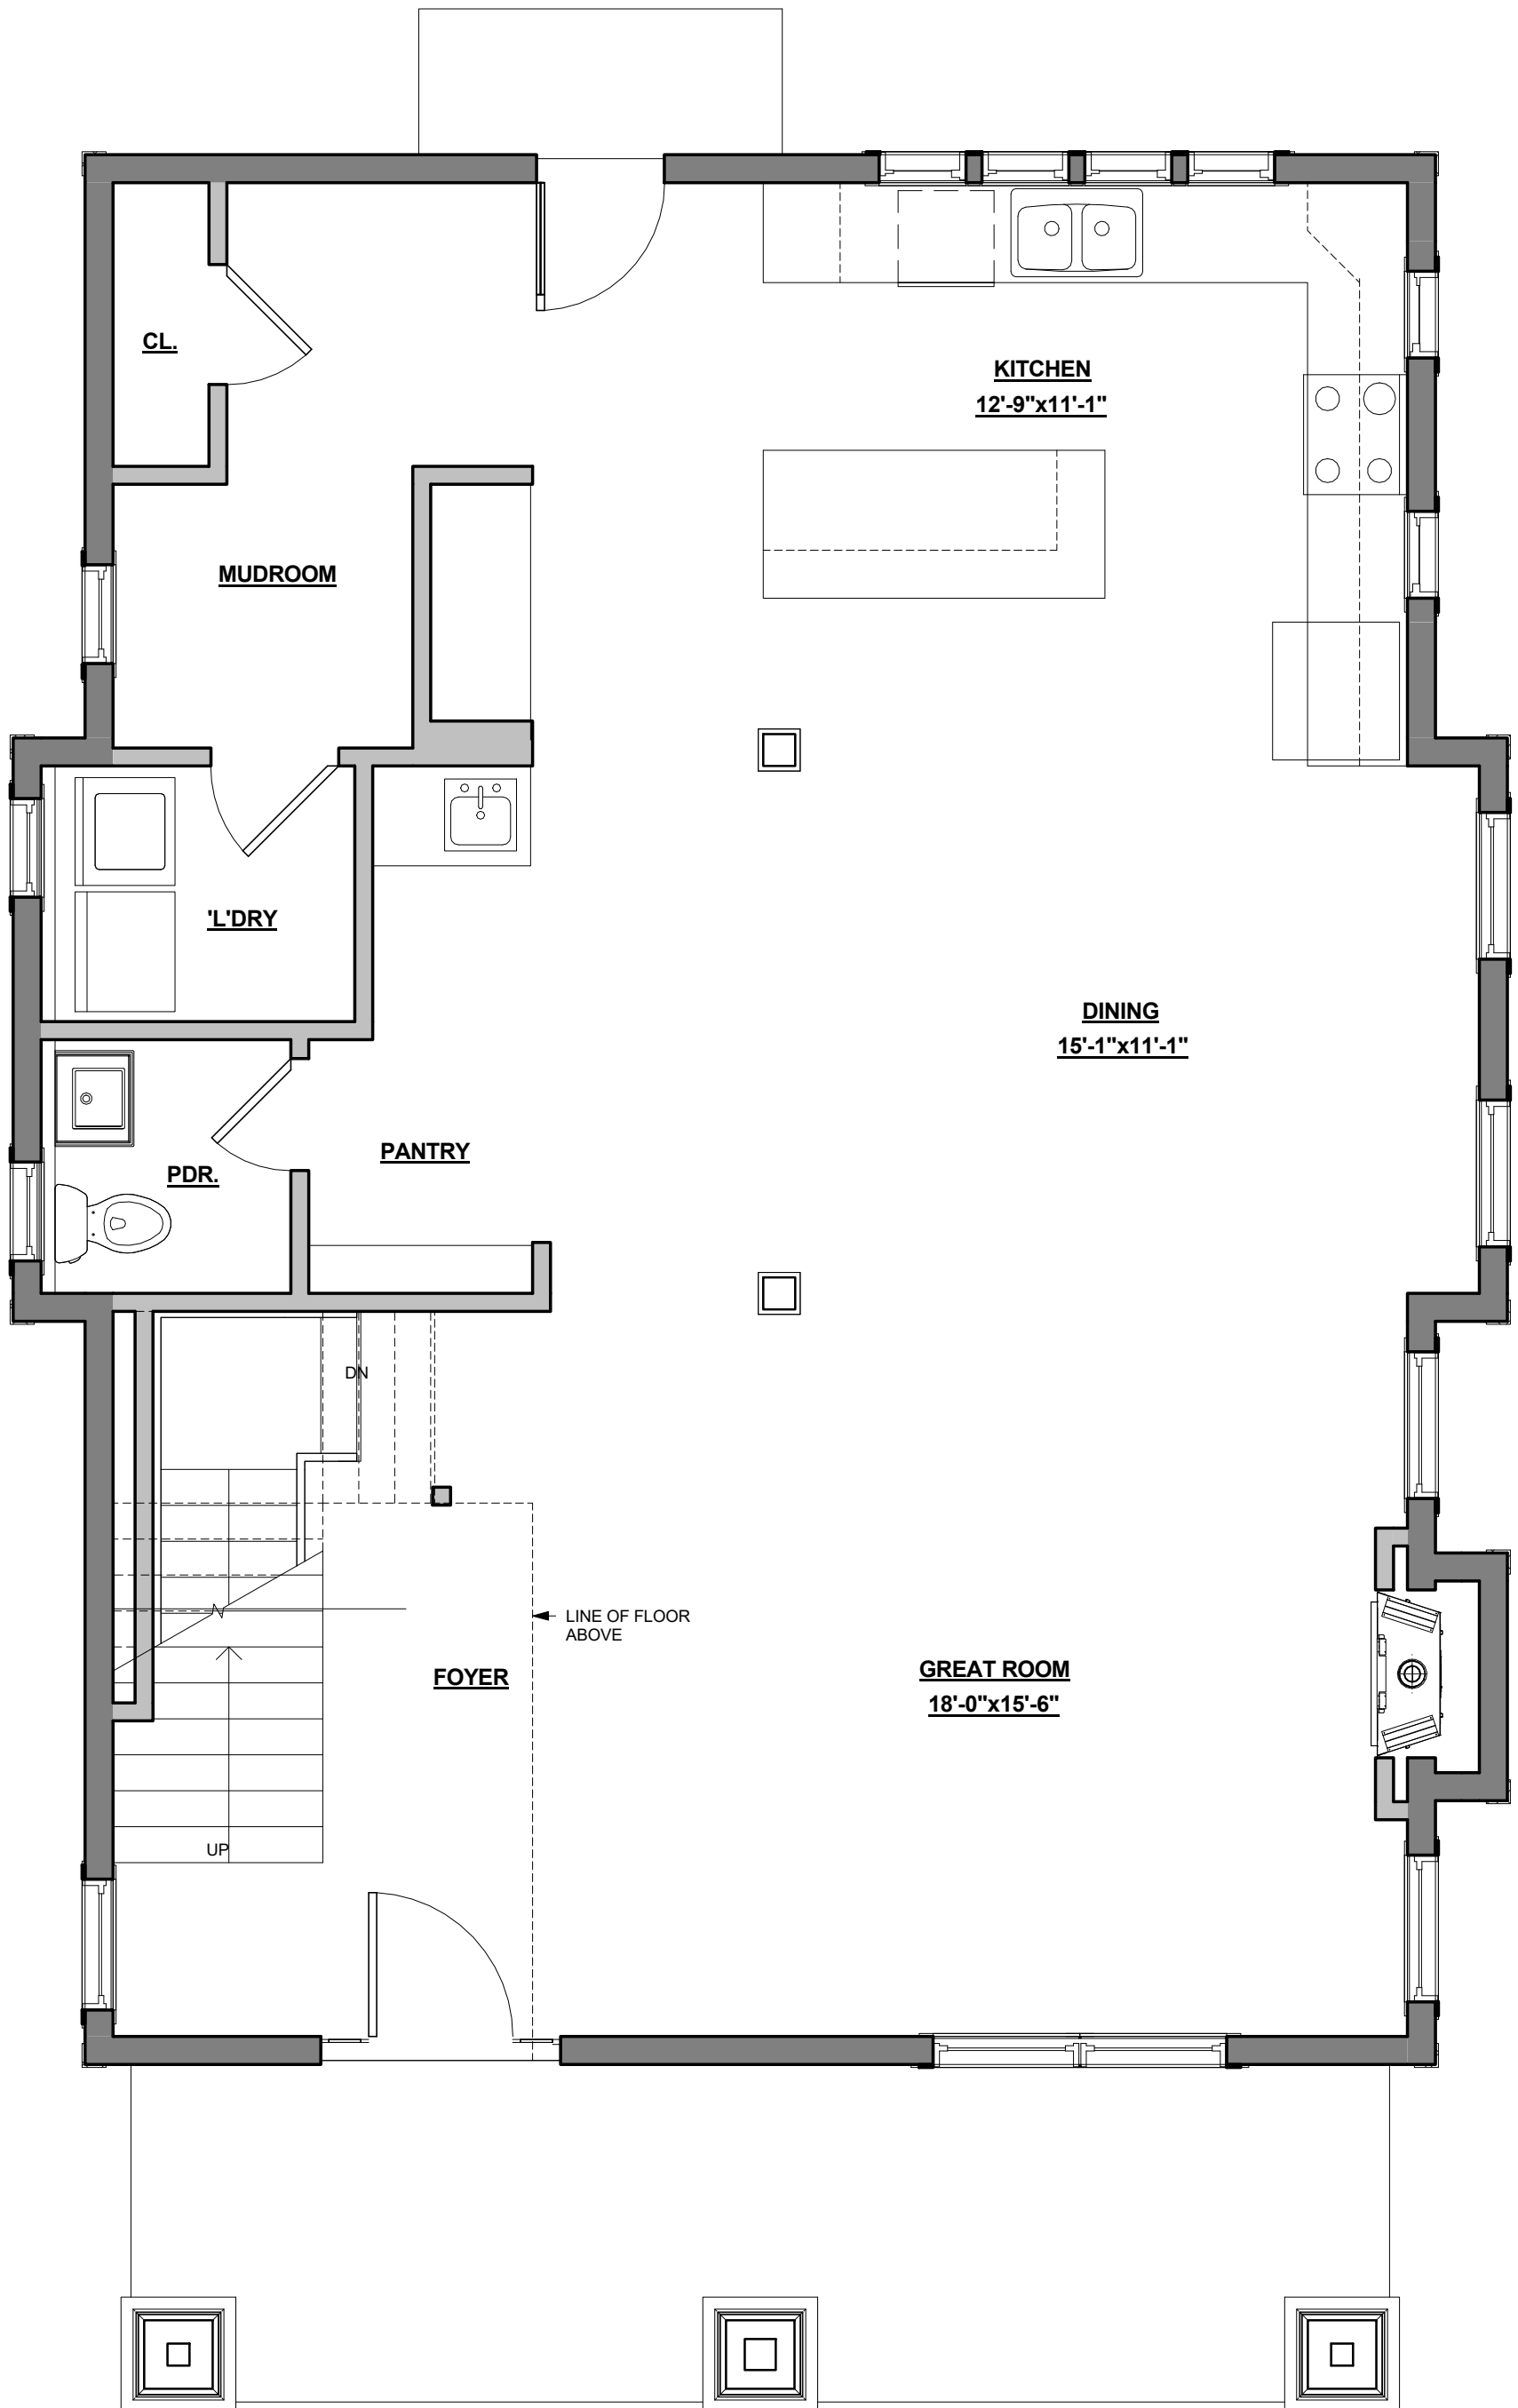 CL.
KITCHEN
12'-9"x11'-1"
MUDROOM
'L'DRY
DINING
15'-1"x11'-1"
PANTRY
PDR.
DN
LINE OF FLOOR
ABOVE
FOYER
GREAT ROOM
18'-0"x15'-6"
UP